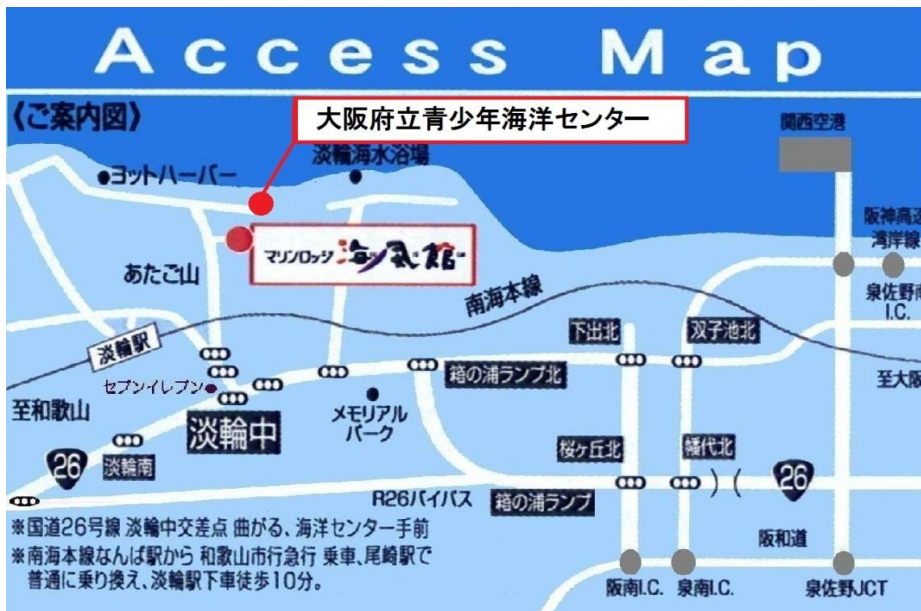 Access Map
《ご案内図》
大阪府立青少年海洋センター
関西空港
淡輪海水浴場
ヨットハーバー
阪神高速
湾岸線
マリンロッジ 海風館
あたご山
泉佐野南
I.C.
南海本線
下出北
双子池北
淡輪駅
箱の浦ランプ北
至大阪
セブンイレブン
至和歌山
淡輪中
メモリアル
パーク
桜ヶ丘北
幡代北
26
淡輪南
26
R26バイパス
箱の浦ランプ
※国道26号線 淡輪中交差点 曲がる、海洋センター手前
阪和道
※南海本線なんば駅から 和歌山市行急行 乗車、尾崎駅で
普通に乗り換え、淡輪駅下車徒歩10分。
阪南I.C.
泉南I.C.
泉佐野JCT